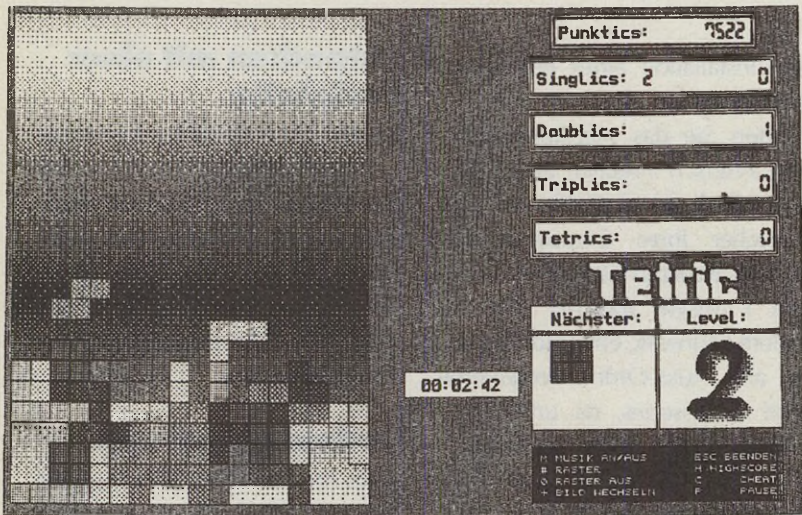 Punktics: 7522
Singlics: 2 0
Doublics: 1
Triplics: 0
Tetrics: 0
Tetric
Nächster: Level:
2
00:02:42
M MUSIK AN/AUS ESC BEENDEN
# RASTER H HIGHSCORE
0 RASTER AUS C CHEAT
+ BILD WECHSELN P PAUSE